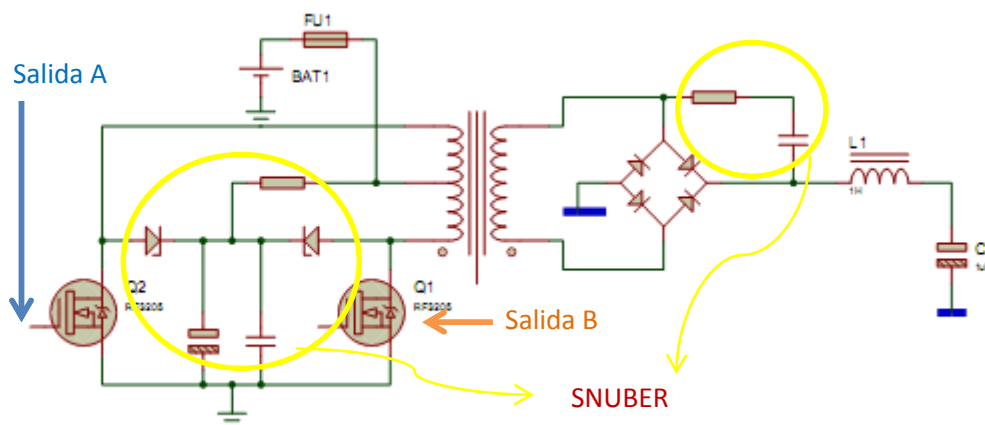 FU1
Salida A
BAT1
L1
1H
Q2
Q1
Salida B
SNUBER